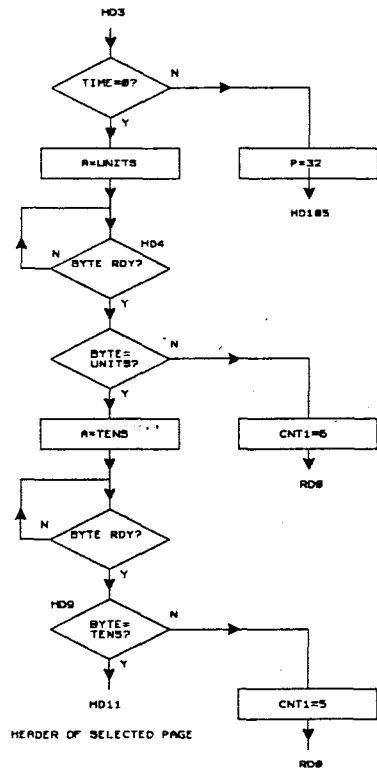 HD3
TIME=0?
N
Y
A=UNITS
P=32
HD105
HD4
N
BYTE RDY?
Y
BYTE=
UNITS?
N
Y
A=TENS
CNT1=6
RD0
N
BYTE RDY?
Y
HD9
BYTE=
TENS?
N
Y
HD11
CNT1=5
HEADER OF SELECTED PAGE
RD0